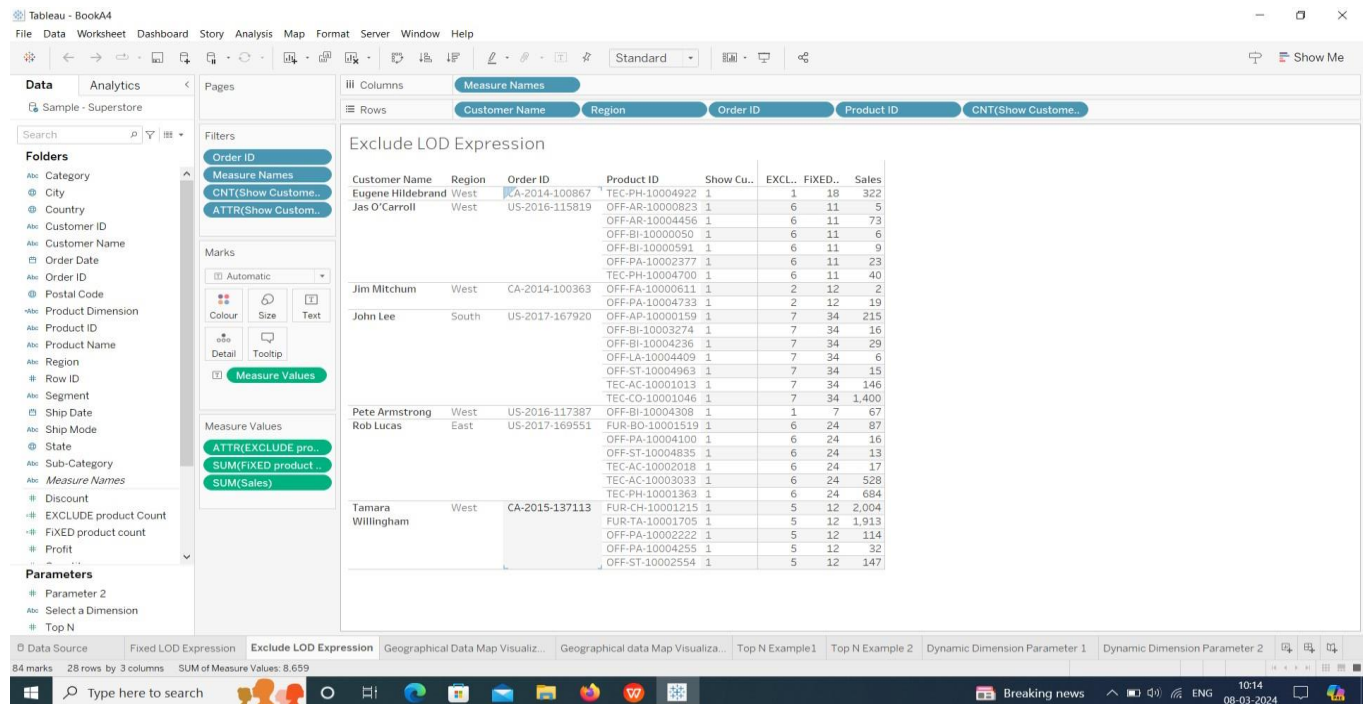 Tableau - BookA4
File Data Worksheet Dashboard Story Analysis Map Format Server Window Help
Standard
Show Me
Data Analytics
Sample - Superstore
Search
Folders
Abc Category
City
Country
Abc Customer ID
Abc Customer Name
Order Date
Abc Order ID
Postal Code
=Abc Product Dimension
Abc Product ID
Abc Product Name
Abc Region
# Row ID
Abc Segment
Ship Date
Abc Ship Mode
State
Abc Sub-Category
Abc Measure Names
# Discount
=# EXCLUDE product Count
=# FiXED product count
# Profit
Parameters
# Parameter 2
Abc Select a Dimension
# Top N
Pages
Filters
Order ID
Measure Names
CNT(Show Custome..
ATTR(Show Custom..
Marks
Automatic
Colour Size Text
Detail Tooltip
Measure Values
Measure Values
ATTR(EXCLUDE pro..
SUM(FiXED product ..
SUM(Sales)
Columns Measure Names
Rows Customer Name Region Order ID Product ID CNT(Show Custome..
Exclude LOD Expression
Customer Name Region Order ID Product ID Show Cu.. EXCL.. FiXED.. Sales
Eugene Hildebrand West CA-2014-100867 TEC-PH-10004922 1 1 18 322
Jas O'Carroll West US-2016-115819 OFF-AR-10000823 1 6 11 5
OFF-AR-10004456 1 6 11 73
OFF-BI-10000050 1 6 11 6
OFF-BI-10000591 1 6 11 9
OFF-PA-10002377 1 6 11 23
TEC-PH-10004700 1 6 11 40
Jim Mitchum West CA-2014-100363 OFF-FA-10000611 1 2 12 2
OFF-PA-10004733 1 2 12 19
John Lee South US-2017-167920 OFF-AP-10000159 1 7 34 215
OFF-BI-10003274 1 7 34 16
OFF-BI-10004236 1 7 34 29
OFF-LA-10004409 1 7 34 6
OFF-ST-10004963 1 7 34 15
TEC-AC-10001013 1 7 34 146
TEC-CO-10001046 1 7 34 1,400
Pete Armstrong West US-2016-117387 OFF-BI-10004308 1 1 7 67
Rob Lucas East US-2017-169551 FUR-BO-10001519 1 6 24 87
OFF-PA-10004100 1 6 24 16
OFF-ST-10004835 1 6 24 13
TEC-AC-10002018 1 6 24 17
TEC-AC-10003033 1 6 24 528
TEC-PH-10001363 1 6 24 684
Tamara West CA-2015-137113 FUR-CH-10001215 1 5 12 2,004
Willingham FUR-TA-10001705 1 5 12 1,913
OFF-PA-10002222 1 5 12 114
OFF-PA-10004255 1 5 12 32
OFF-ST-10002554 1 5 12 147
Data Source Fixed LOD Expression Exclude LOD Expression Geographical Data Map Visualiz... Geographical data Map Visualiza... Top N Example1 Top N Example 2 Dynamic Dimension Parameter 1 Dynamic Dimension Parameter 2
84 marks 28 rows by 3 columns SUM of Measure Values: 8.659
Type here to search
Breaking news ENG 10:14
08-03-2024